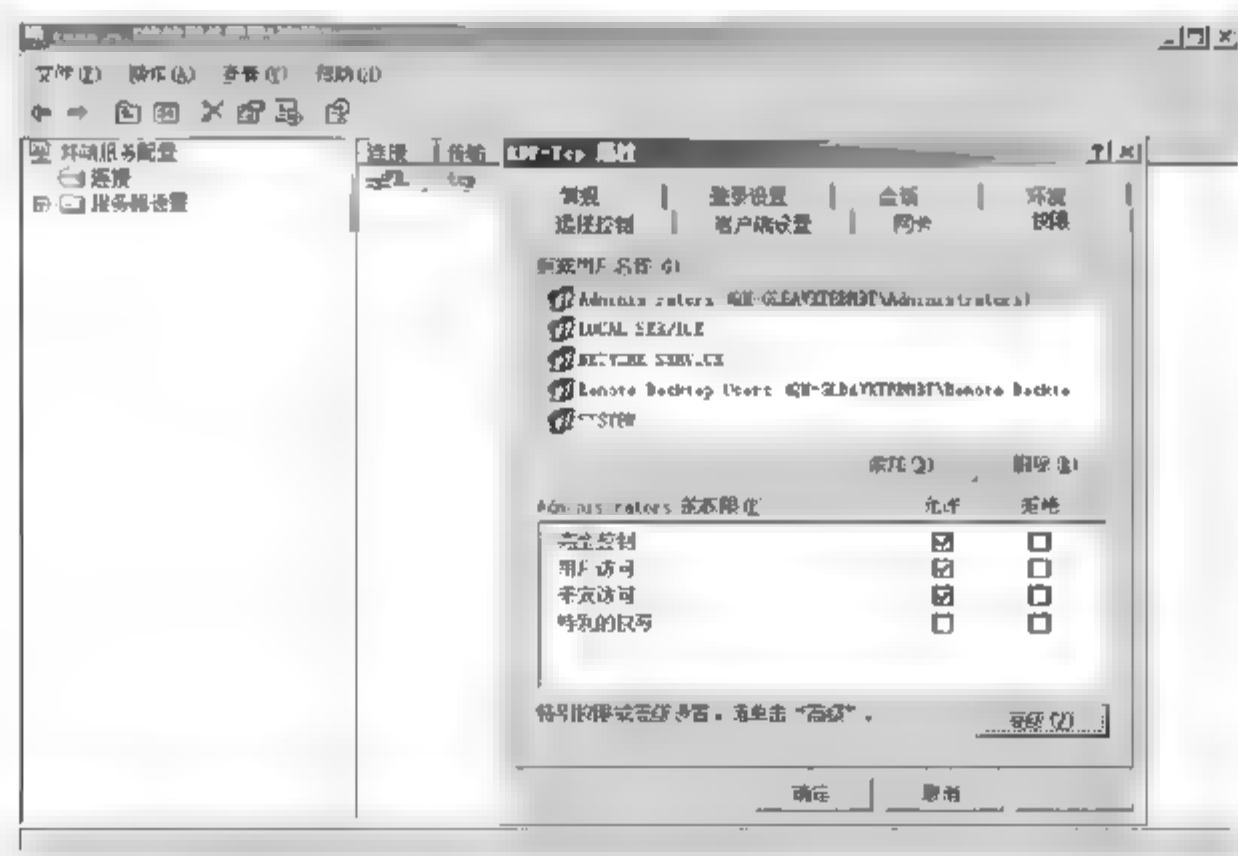 文件(F) 操作(A) 查看(V) 帮助(H)
终端服务配置
连接
服务器设置
连接 传输
tcp
RDP-Tcp 属性
常规 登录设置 会话 环境
远程控制 客户端设置 网卡 权限
组或用户名称(G)
Administrators
LOCAL SERVICE
NETWORK SERVICE
Remote Desktop Users
SYSTEM
添加(D) 删除(R)
Administrators 的权限(P) 允许 拒绝
完全控制
用户访问
来宾访问
特别的权限
特别权限或高级设置，请单击“高级”。
高级(V)
确定 取消